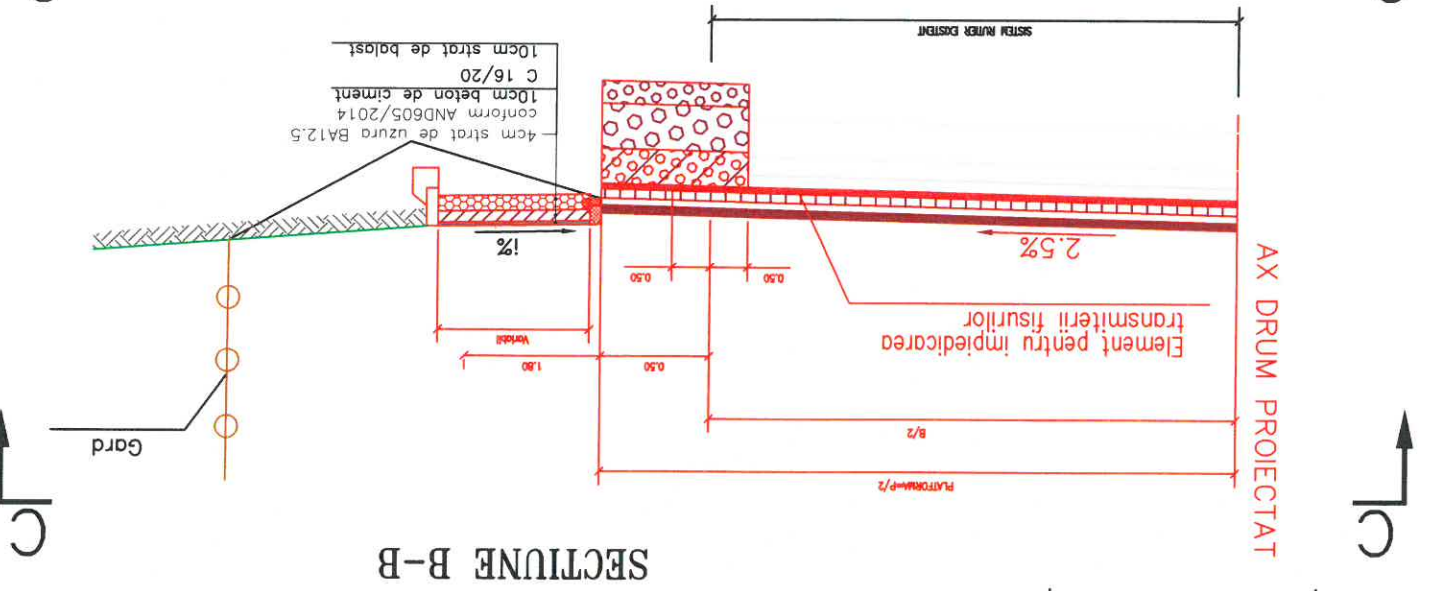 SECTIUNE B-B
C
C
PLATFORMA=P/2
B/2
AX DRUM PROIECTAT
Gard
Element pentru impiedicarea
transmiterii fisurilor
0.50
1.80
Variabil
0.50
0.50
2.5%
i%
4cm strat de uzura BA12.5
conform AND605/2014
10cm beton de ciment
C 16/20
10cm strat de balast
SISTEM RUTIER EXISTENT